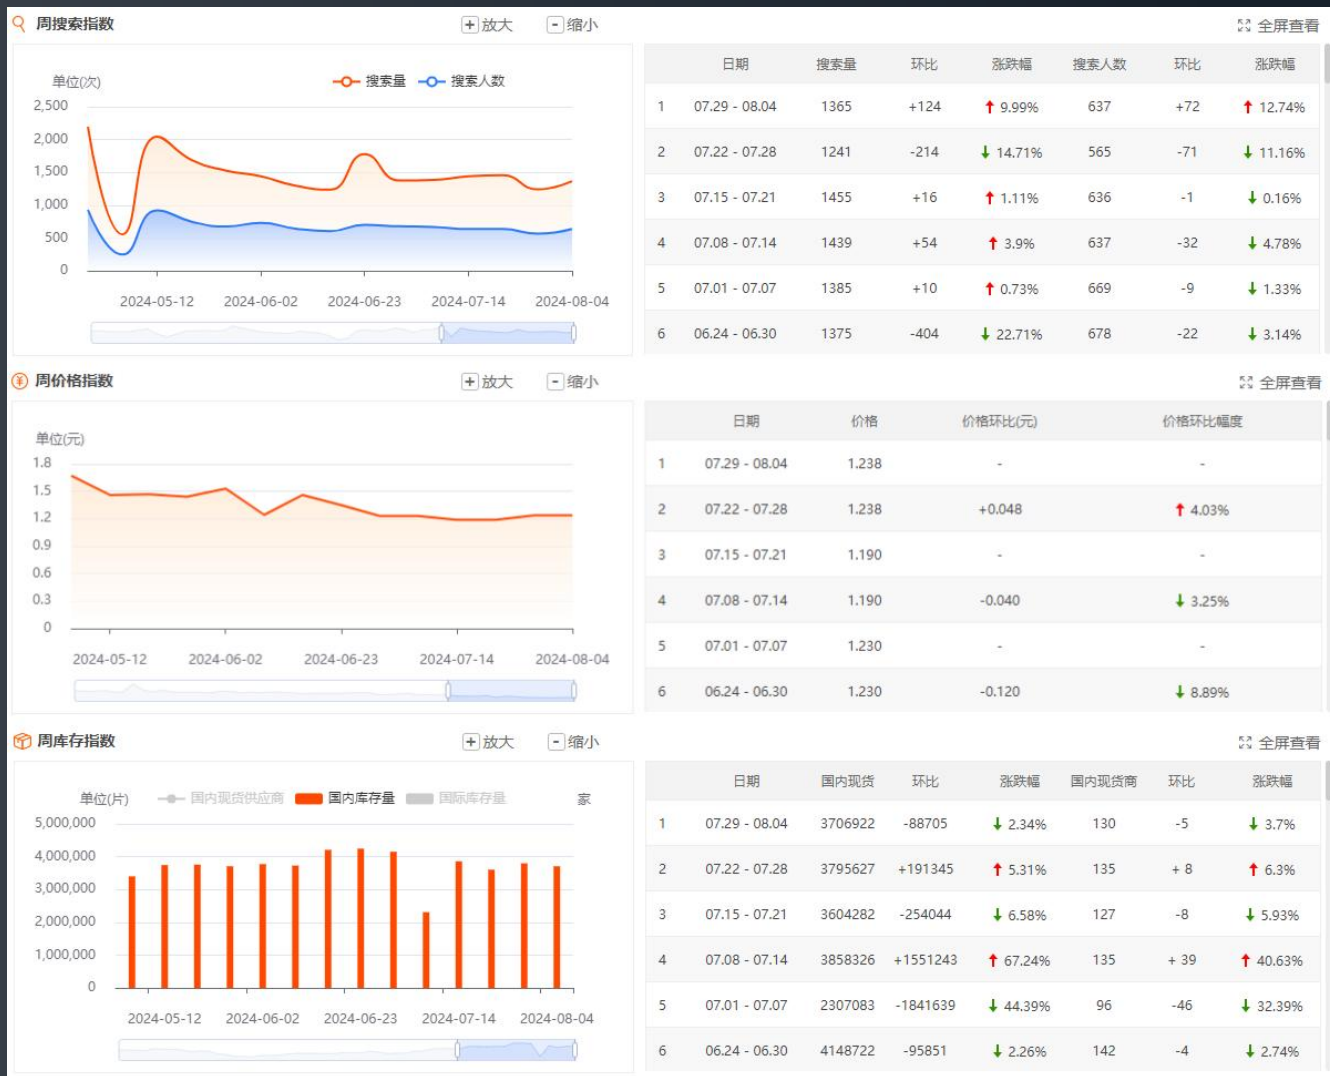 周搜索指数 + 放大 - 缩小 全屏查看
单位(次) 搜索量 搜索人数
2,500
2,000
1,500
1,000
500
0
2024-05-12 2024-06-02 2024-06-23 2024-07-14 2024-08-04
日期 搜索量 环比 涨跌幅 搜索人数 环比 涨跌幅
1 07.29 - 08.04 1365 +124 ↑ 9.99% 637 +72 ↑ 12.74%
2 07.22 - 07.28 1241 -214 ↓ 14.71% 565 -71 ↓ 11.16%
3 07.15 - 07.21 1455 +16 ↑ 1.11% 636 -1 ↓ 0.16%
4 07.08 - 07.14 1439 +54 ↑ 3.9% 637 -32 ↓ 4.78%
5 07.01 - 07.07 1385 +10 ↑ 0.73% 669 -9 ↓ 1.33%
6 06.24 - 06.30 1375 -404 ↓ 22.71% 678 -22 ↓ 3.14%
¥ 周价格指数 + 放大 - 缩小 全屏查看
单位(元)
1.8
1.5
1.2
0.9
0.6
0.3
0
2024-05-12 2024-06-02 2024-06-23 2024-07-14 2024-08-04
日期 价格 价格环比(元) 价格环比幅度
1 07.29 - 08.04 1.238 - -
2 07.22 - 07.28 1.238 +0.048 ↑ 4.03%
3 07.15 - 07.21 1.190 - -
4 07.08 - 07.14 1.190 -0.040 ↓ 3.25%
5 07.01 - 07.07 1.230 - -
6 06.24 - 06.30 1.230 -0.120 ↓ 8.89%
周库存指数 + 放大 - 缩小 全屏查看
单位(片) 国内现货供应商 国内库存量 国际库存量 家
5,000,000
4,000,000
3,000,000
2,000,000
1,000,000
0
2024-05-12 2024-06-02 2024-06-23 2024-07-14 2024-08-04
日期 国内现货 环比 涨跌幅 国内现货商 环比 涨跌幅
1 07.29 - 08.04 3706922 -88705 ↓ 2.34% 130 -5 ↓ 3.7%
2 07.22 - 07.28 3795627 +191345 ↑ 5.31% 135 + 8 ↑ 6.3%
3 07.15 - 07.21 3604282 -254044 ↓ 6.58% 127 -8 ↓ 5.93%
4 07.08 - 07.14 3858326 +1551243 ↑ 67.24% 135 + 39 ↑ 40.63%
5 07.01 - 07.07 2307083 -1841639 ↓ 44.39% 96 -46 ↓ 32.39%
6 06.24 - 06.30 4148722 -95851 ↓ 2.26% 142 -4 ↓ 2.74%